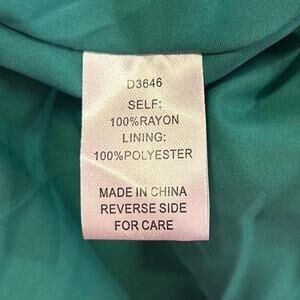 D3646
SELF:
100%RAYON
LINING:
100%POLYESTER
MADE IN CHINA
REVERSE SIDE
FOR CARE